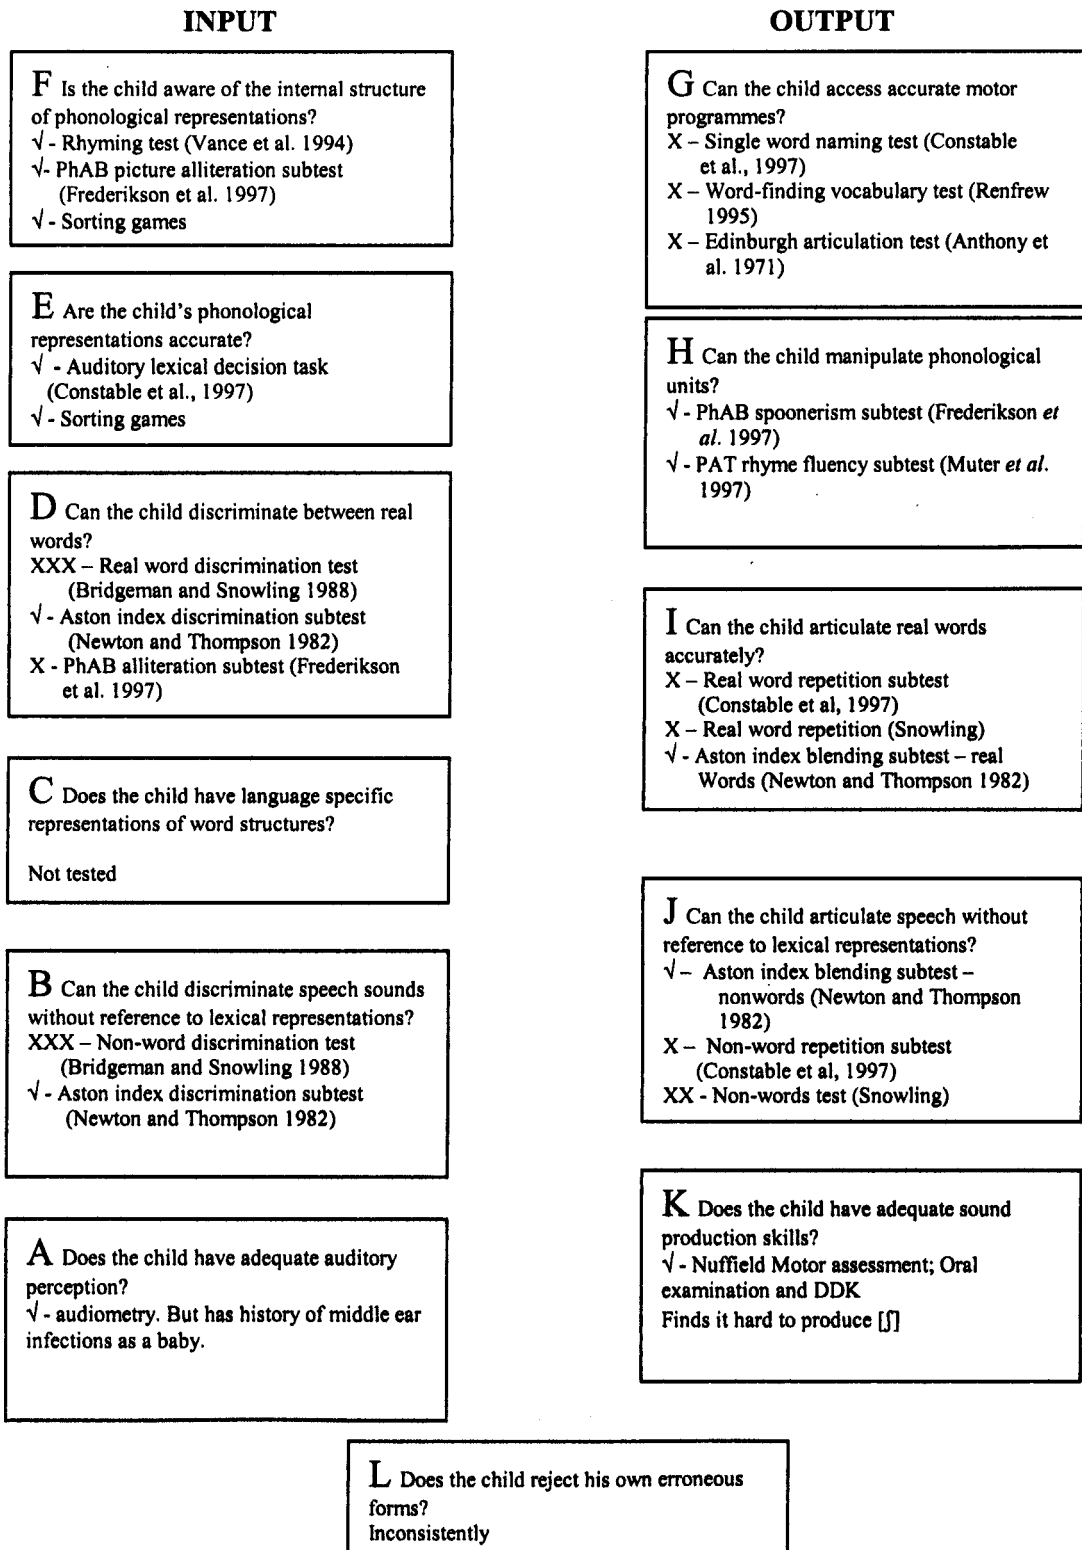 INPUT
F Is the child aware of the internal structure
of phonological representations?
√ - Rhyming test (Vance et al. 1994)
√- PhAB picture alliteration subtest
(Frederikson et al. 1997)
√ - Sorting games
E Are the child's phonological
representations accurate?
√ - Auditory lexical decision task
(Constable et al., 1997)
√ - Sorting games
D Can the child discriminate between real
words?
XXX – Real word discrimination test
(Bridgeman and Snowling 1988)
√ - Aston index discrimination subtest
(Newton and Thompson 1982)
X - PhAB alliteration subtest (Frederikson
et al. 1997)
C Does the child have language specific
representations of word structures?
Not tested
B Can the child discriminate speech sounds
without reference to lexical representations?
XXX – Non-word discrimination test
(Bridgeman and Snowling 1988)
√ - Aston index discrimination subtest
(Newton and Thompson 1982)
A Does the child have adequate auditory
perception?
√ - audiometry. But has history of middle ear
infections as a baby.
OUTPUT
G Can the child access accurate motor
programmes?
X – Single word naming test (Constable
et al., 1997)
X – Word-finding vocabulary test (Renfrew
1995)
X – Edinburgh articulation test (Anthony et
al. 1971)
H Can the child manipulate phonological
units?
√ - PhAB spoonerism subtest (Frederikson et
al. 1997)
√ - PAT rhyme fluency subtest (Muter et al.
1997)
I Can the child articulate real words
accurately?
X – Real word repetition subtest
(Constable et al, 1997)
X – Real word repetition (Snowling)
√ - Aston index blending subtest – real
Words (Newton and Thompson 1982)
J Can the child articulate speech without
reference to lexical representations?
√ – Aston index blending subtest –
nonwords (Newton and Thompson
1982)
X – Non-word repetition subtest
(Constable et al, 1997)
XX - Non-words test (Snowling)
K Does the child have adequate sound
production skills?
√ - Nuffield Motor assessment; Oral
examination and DDK
Finds it hard to produce [ʃ]
L Does the child reject his own erroneous
forms?
Inconsistently